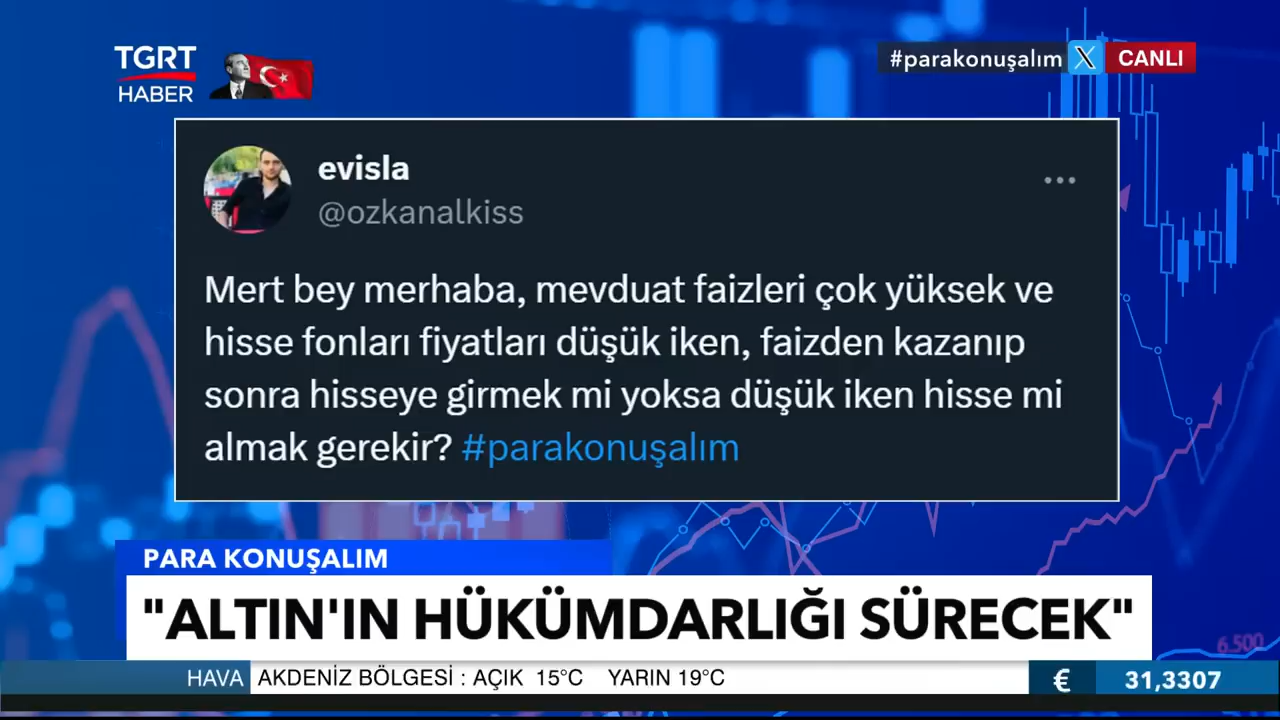 TGRT
HABER
#parakonuşalım X CANLI
evisla
@ozkanalkiss
Mert bey merhaba, mevduat faizleri çok yüksek ve
hisse fonları fiyatları düşük iken, faizden kazanıp
sonra hisseye girmek mi yoksa düşük iken hisse mi
almak gerekir? #parakonuşalım
PARA KONUŞALIM
"ALTIN'IN HÜKÜMDARLIĞI SÜRECEK"
6.500
HAVA AKDENİZ BÖLGESİ : AÇIK 15°C YARIN 19°C € 31,3307